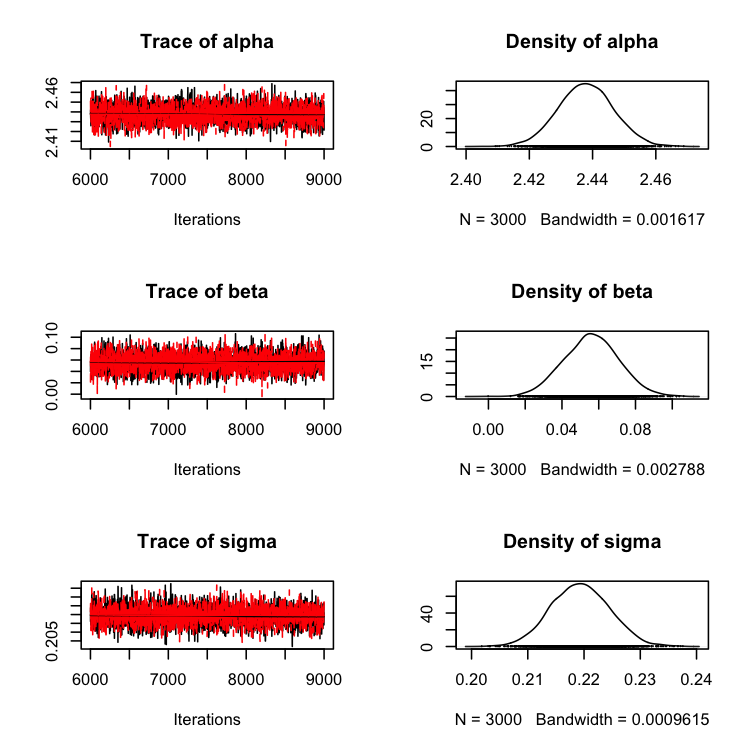 Trace of alpha
2.46
2.41
6000 7000 8000 9000
Iterations
Density of alpha
20
0
2.40 2.42 2.44 2.46
N = 3000 Bandwidth = 0.001617
Trace of beta
0.10
0.00
6000 7000 8000 9000
Iterations
Density of beta
15
0
0.00 0.04 0.08
N = 3000 Bandwidth = 0.002788
Trace of sigma
0.205
6000 7000 8000 9000
Iterations
Density of sigma
40
0
0.20 0.21 0.22 0.23 0.24
N = 3000 Bandwidth = 0.0009615